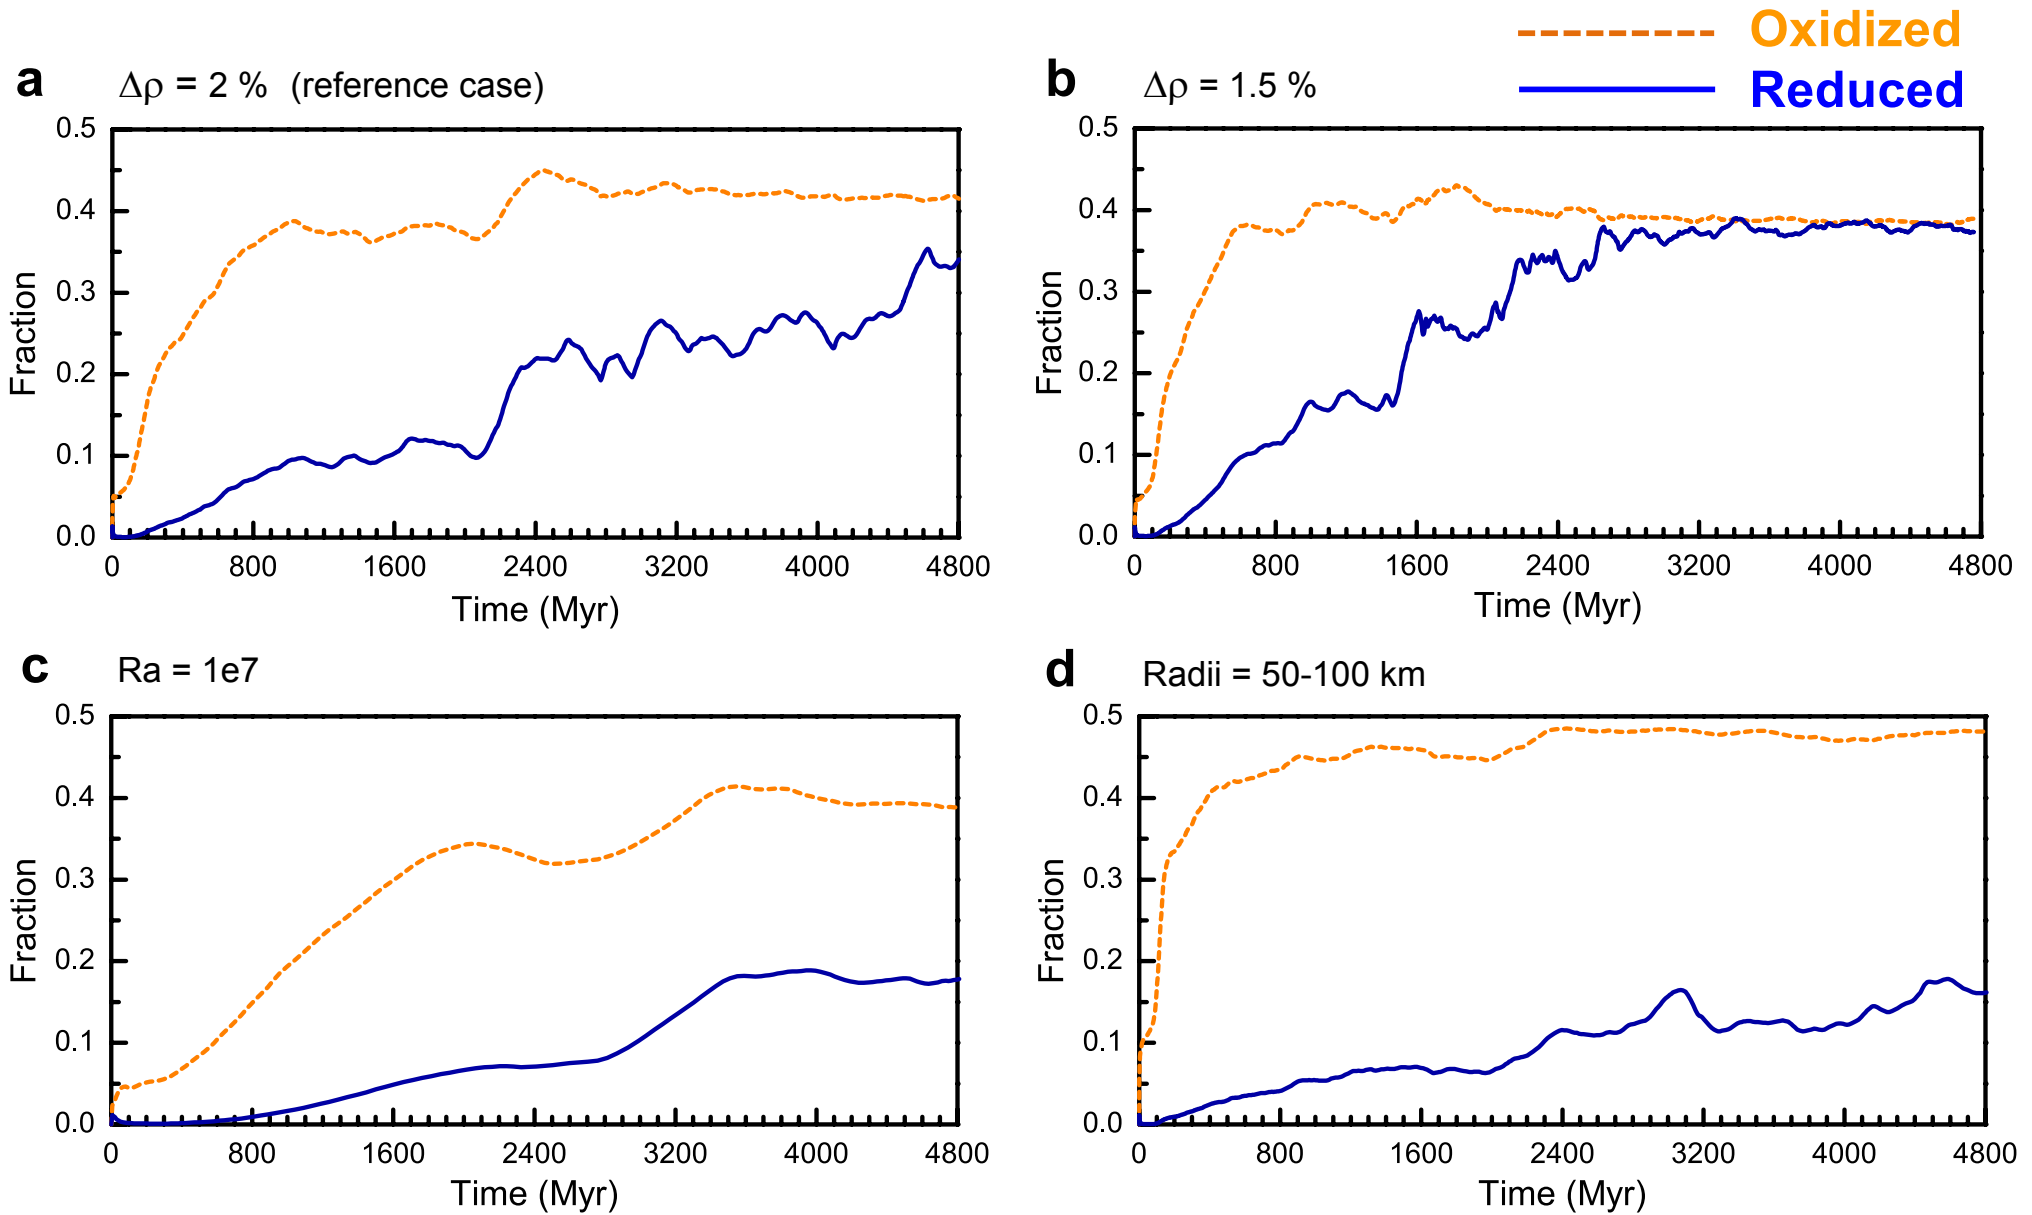 Oxidized
Reduced
a Δρ = 2 % (reference case)
0.5
0.4
0.3
0.2
0.1
0.0
Fraction
0 800 1600 2400 3200 4000 4800
Time (Myr)
b Δρ = 1.5 %
0.5
0.4
0.3
0.2
0.1
0.0
Fraction
0 800 1600 2400 3200 4000 4800
Time (Myr)
c Ra = 1e7
0.5
0.4
0.3
0.2
0.1
0.0
Fraction
0 800 1600 2400 3200 4000 4800
Time (Myr)
d Radii = 50-100 km
0.5
0.4
0.3
0.2
0.1
0.0
Fraction
0 800 1600 2400 3200 4000 4800
Time (Myr)